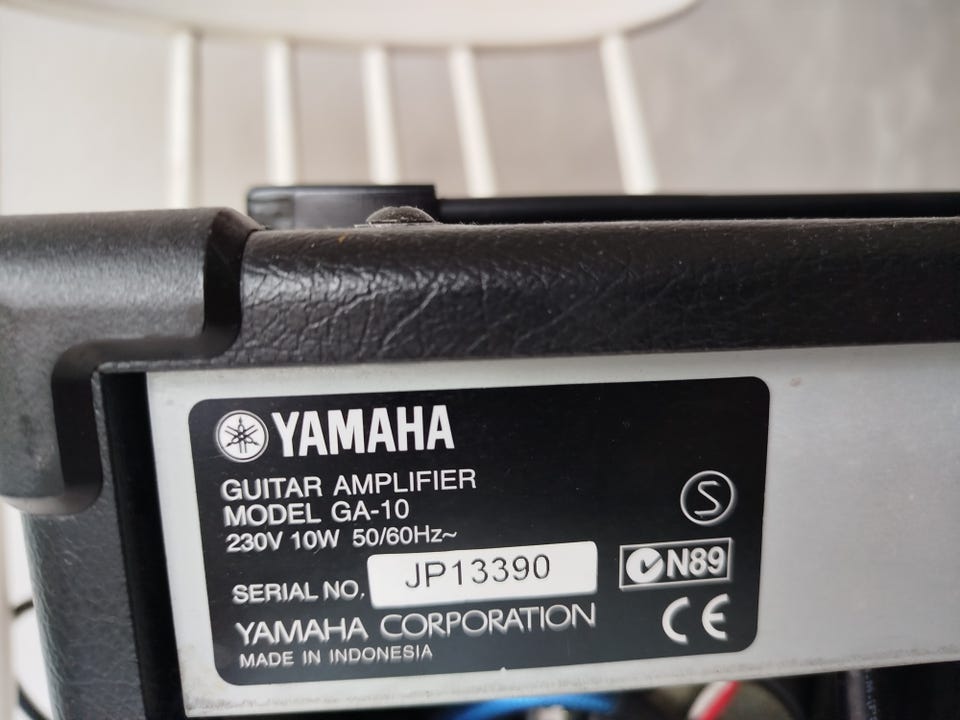 YAMAHA
GUITAR AMPLIFIER
MODEL GA-10
230V 10W 50/60Hz~
SERIAL NO. JP13390
YAMAHA CORPORATION
MADE IN INDONESIA
S
N89
CE